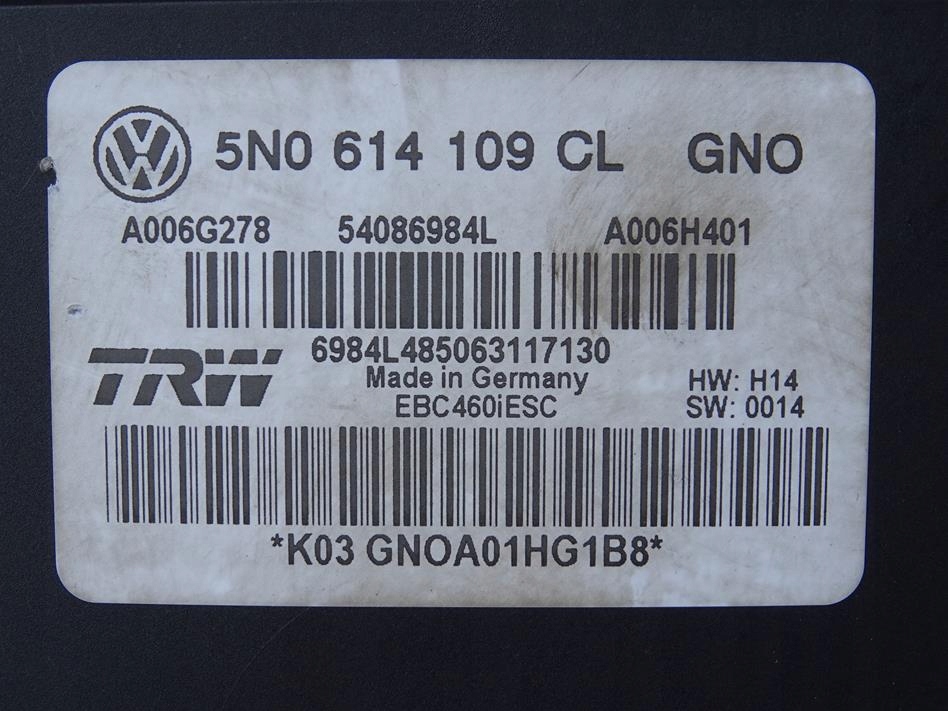 5N0 614 109 CL GNO
A006G278 54086984L A006H401
6984L485063117130
TRW
Made in Germany
HW: H14
EBC460iESC
SW: 0014
*K03 GNOA01HG1B8*